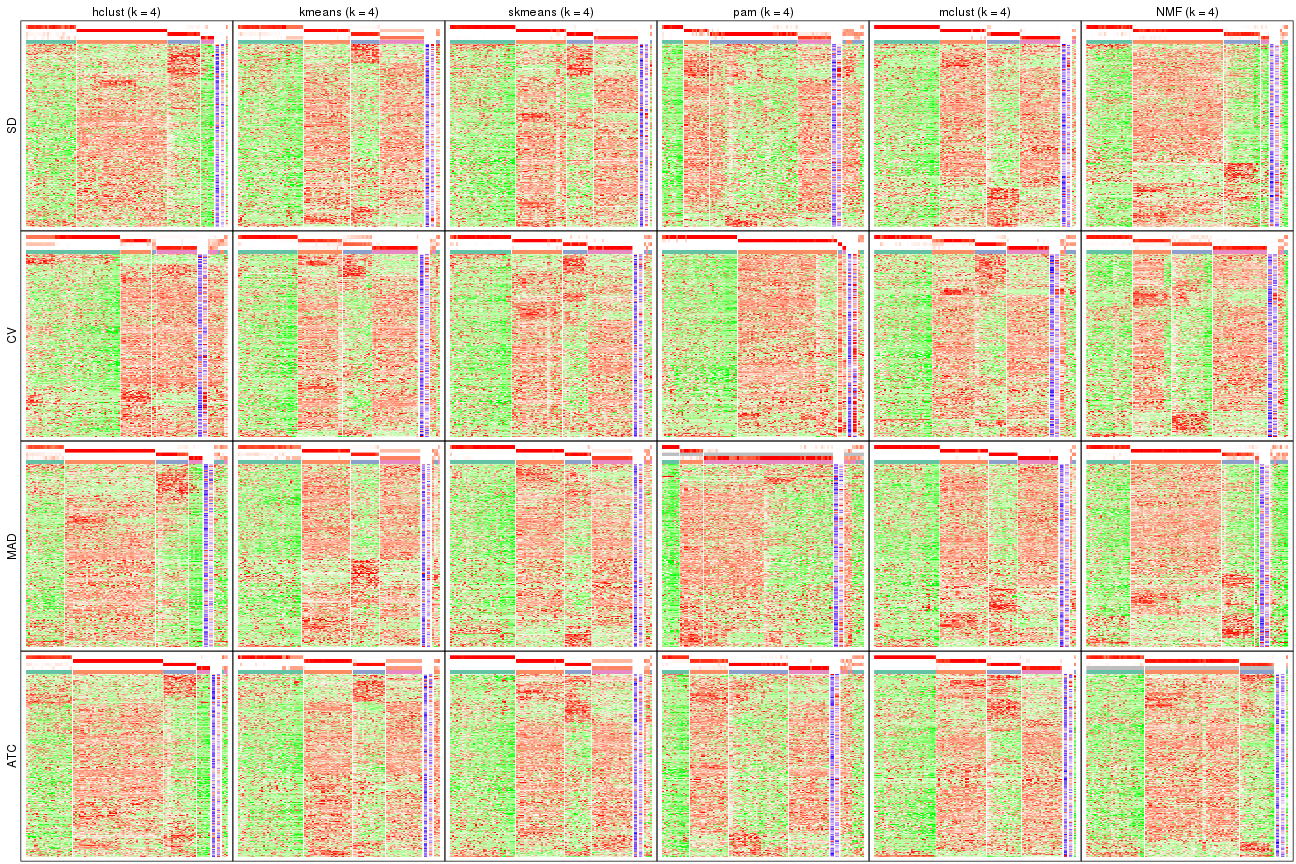 hclust (k = 4) kmeans (k = 4) skmeans (k = 4) pam (k = 4) mclust (k = 4) NMF (k = 4)
SD
CV
MAD
ATC